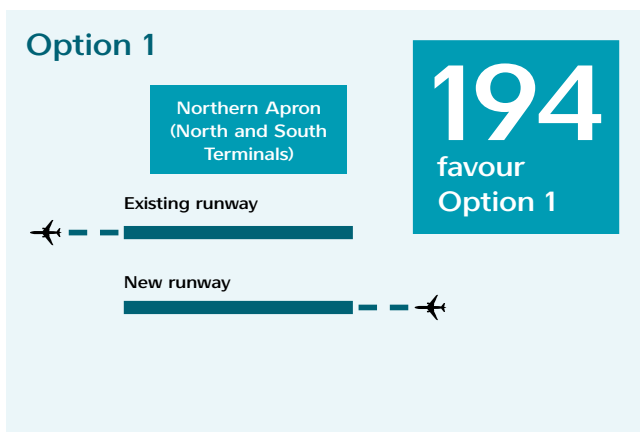 Option 1
Northern Apron
(North and South
Terminals)
194
favour
Option 1
Existing runway
New runway